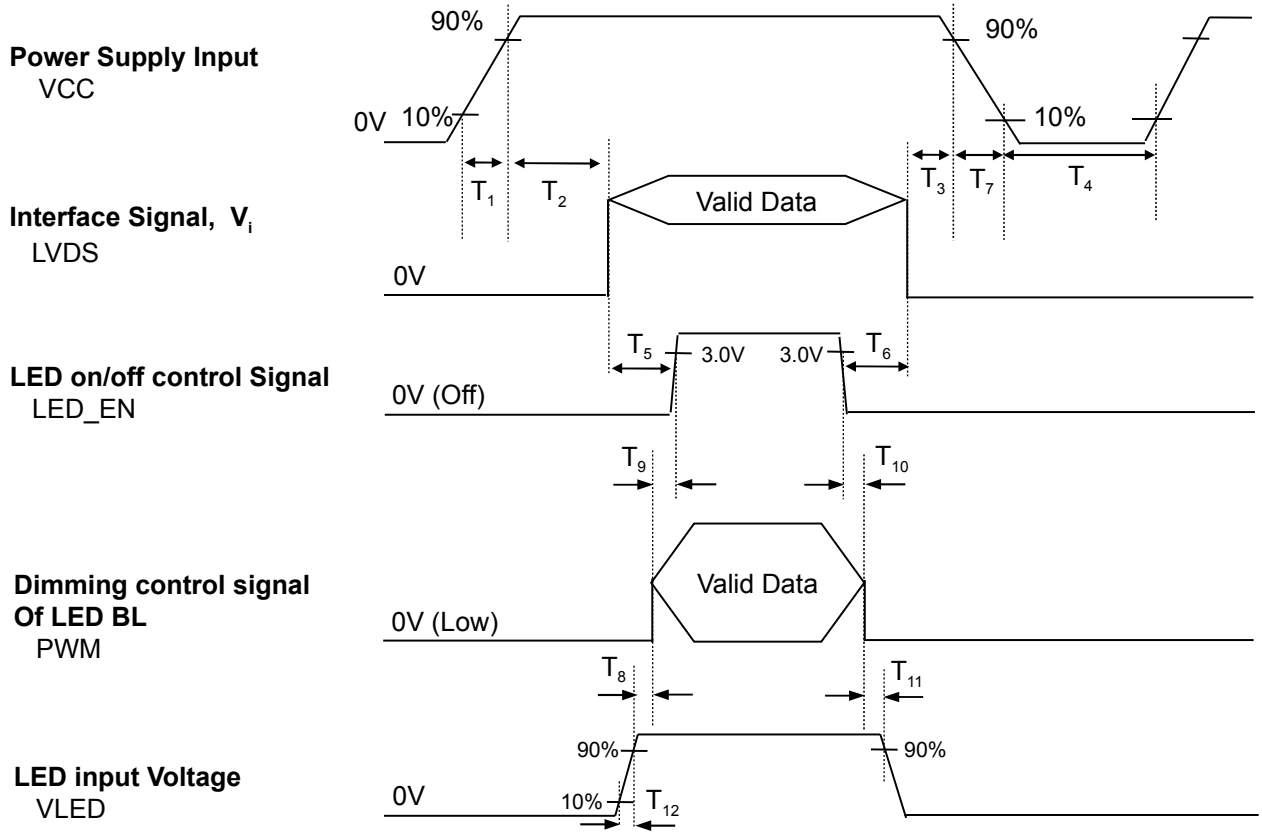 90%
90%
Power Supply Input
VCC
0V 10%
10%
T1
T2
T3
T7
T4
Interface Signal, Vi
LVDS
Valid Data
0V
T5
3.0V
3.0V
T6
LED on/off control Signal
LED_EN
0V (Off)
T9
T10
Dimming control signal
Of LED BL
PWM
Valid Data
0V (Low)
T8
T11
90%
90%
LED input Voltage
VLED
0V
10%
T12